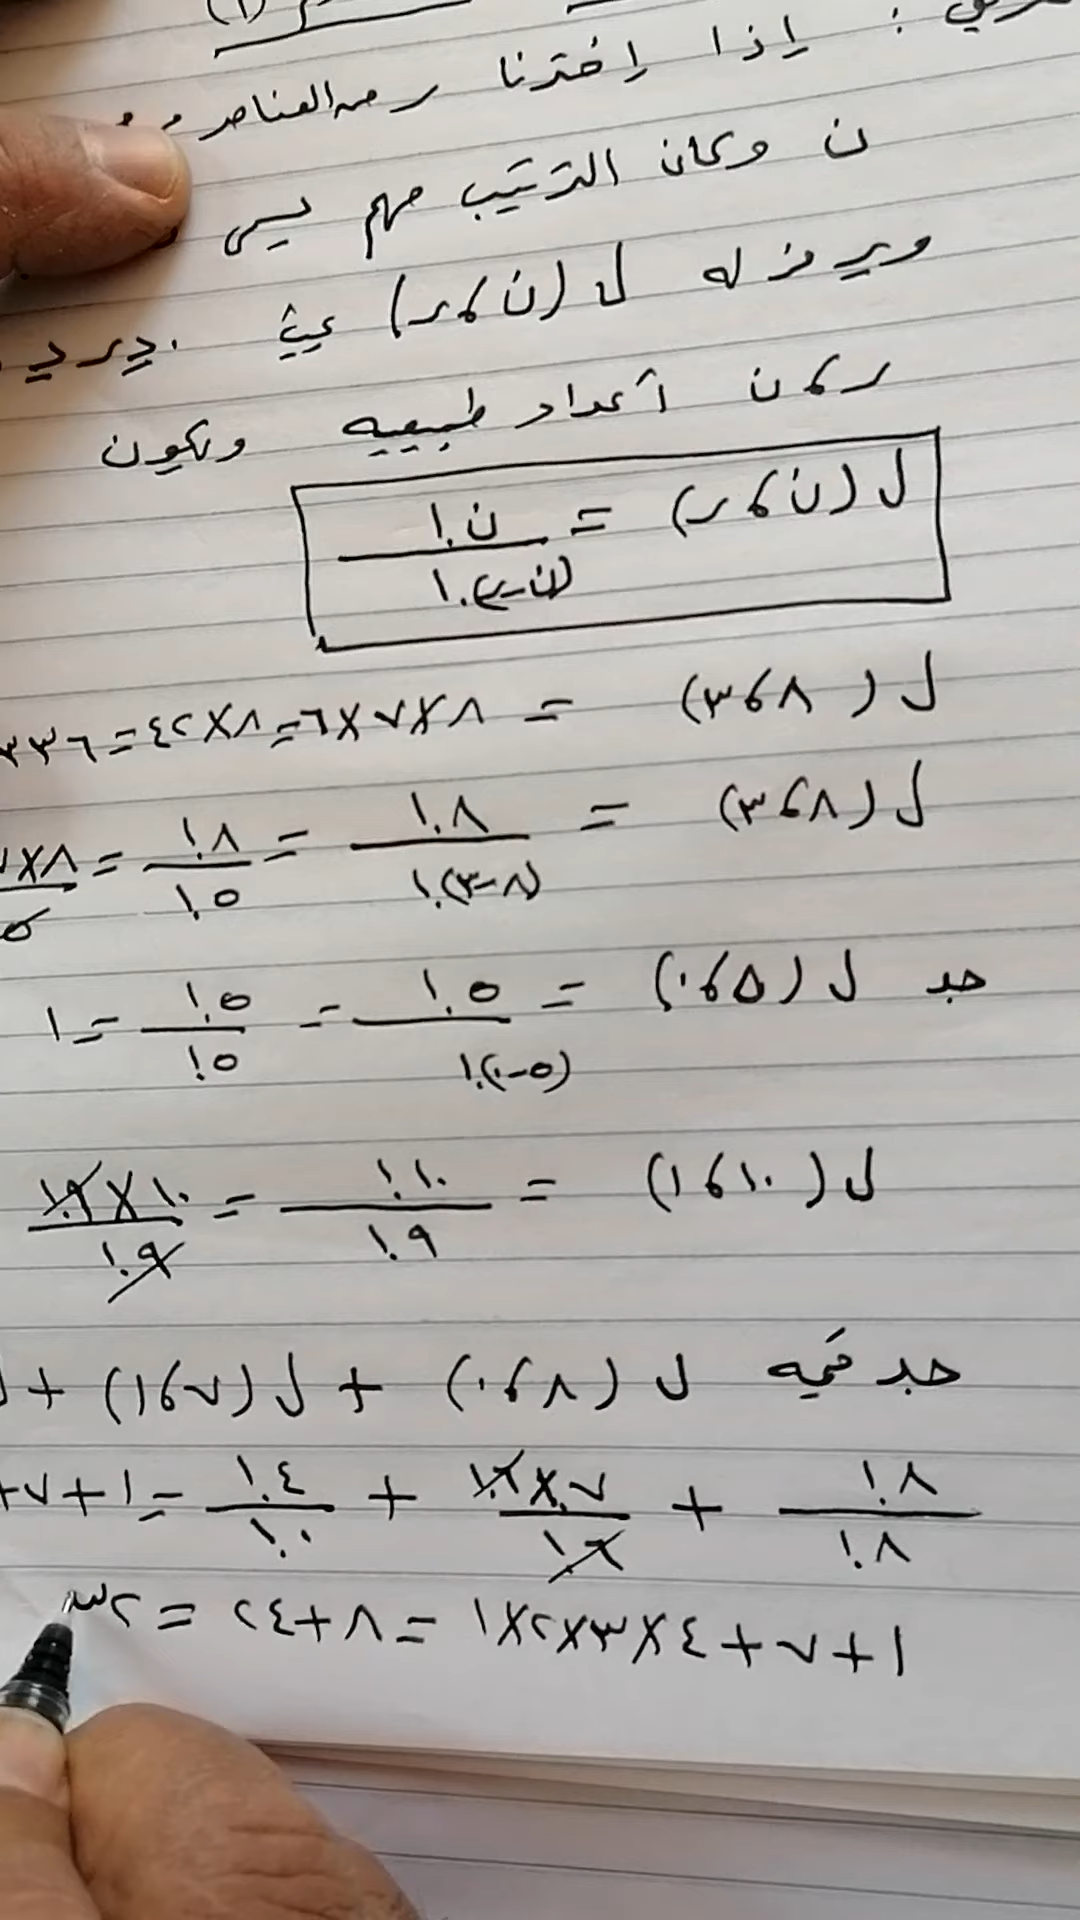 (١)
إذا إخترنا ر من العناصر من
ن وكان الترتيب مهم يسمى
ويرمز له ل (ن ، ر) حيث
ر ، ن أعداد طبيعيه ويكون
ل (ن ، ر) = ن! / (ن-ر)!
ل (٨ ، ٣) = ٨×٧×٦ = ٨×٤٢ = ٣٣٦
ل (٨ ، ٣) = ٨! / (٨-٣)! = ٨! / ٥! =
جد ل (٥ ، ٠) = ٥! / (٥-٠)! = ٥! / ٥! = ١
ل (١٠ ، ١) = ١٠! / ٩! = ١٠×٩! / ٩!
جد قيمه ل (٨ ، ٠) + ل (٧ ، ١) +
٨! / ٨! + ٧×٦! / ٦! + ٤! / ٠! = ١+٧+
١+٧+٤×٣×٢×١ = ٨+٢٤ = ٣٢